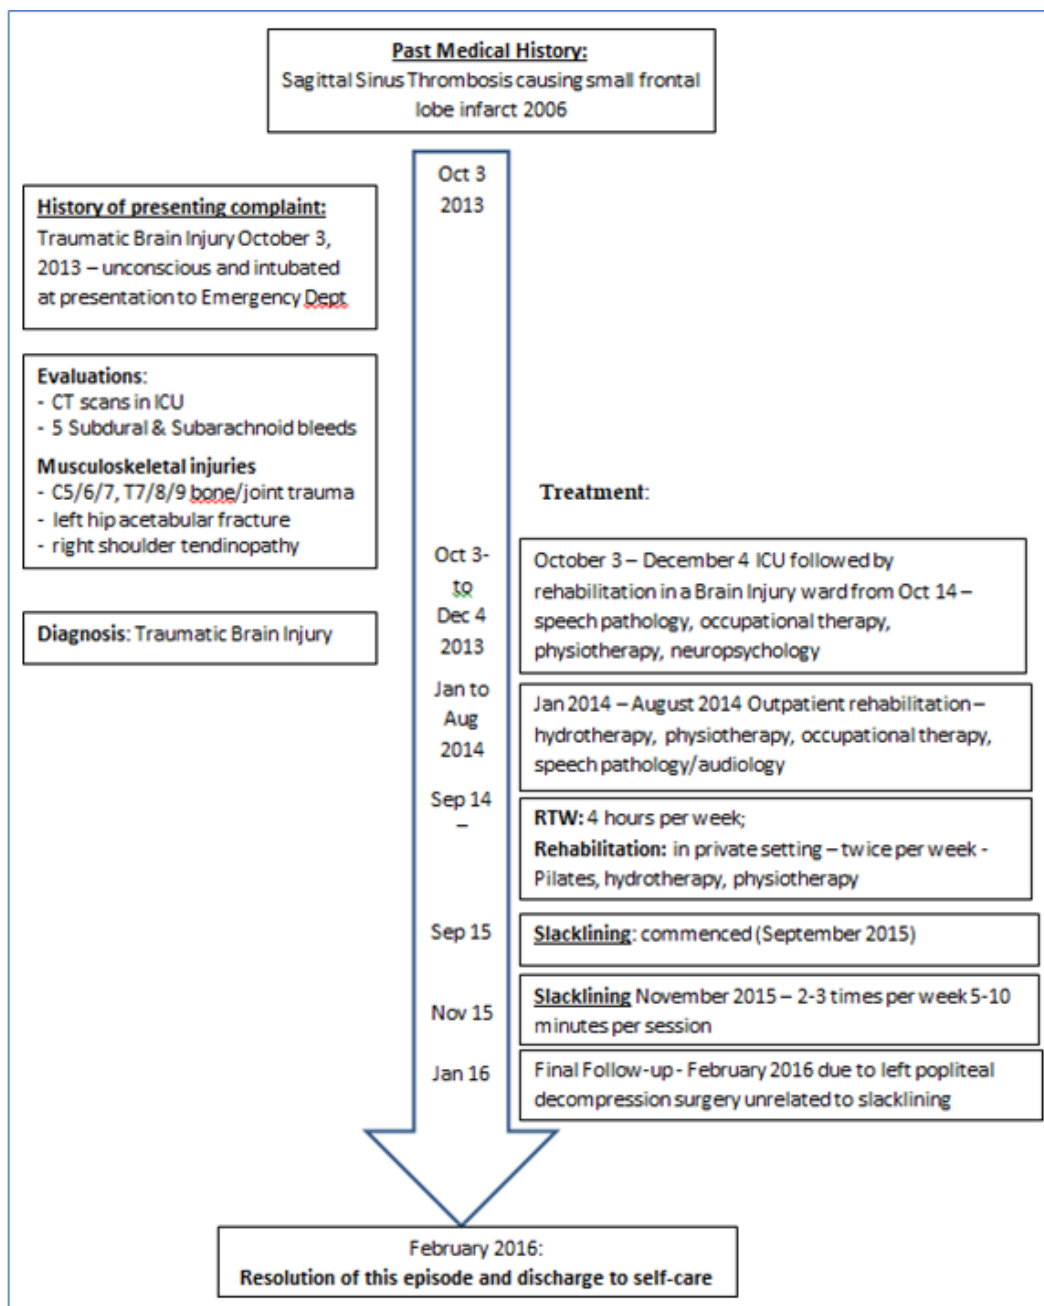 Past Medical History:
Sagittal Sinus Thrombosis causing small frontal
lobe infarct 2006
Oct 3
2013
History of presenting complaint:
Traumatic Brain Injury October 3,
2013 – unconscious and intubated
at presentation to Emergency Dept
Evaluations:
- CT scans in ICU
- 5 Subdural & Subarachnoid bleeds
Musculoskeletal injuries
- C5/6/7, T7/8/9 bone/joint trauma
- left hip acetabular fracture
- right shoulder tendinopathy
Diagnosis: Traumatic Brain Injury
Treatment:
Oct 3-
to
Dec 4
2013
October 3 – December 4 ICU followed by
rehabilitation in a Brain Injury ward from Oct 14 –
speech pathology, occupational therapy,
physiotherapy, neuropsychology
Jan to
Aug
2014
Jan 2014 – August 2014 Outpatient rehabilitation –
hydrotherapy, physiotherapy, occupational therapy,
speech pathology/audiology
Sep 14
–
RTW: 4 hours per week;
Rehabilitation: in private setting – twice per week -
Pilates, hydrotherapy, physiotherapy
Sep 15
Slacklining: commenced (September 2015)
Nov 15
Slacklining November 2015 – 2-3 times per week 5-10
minutes per session
Jan 16
Final Follow-up - February 2016 due to left popliteal
decompression surgery unrelated to slacklining
February 2016:
Resolution of this episode and discharge to self-care